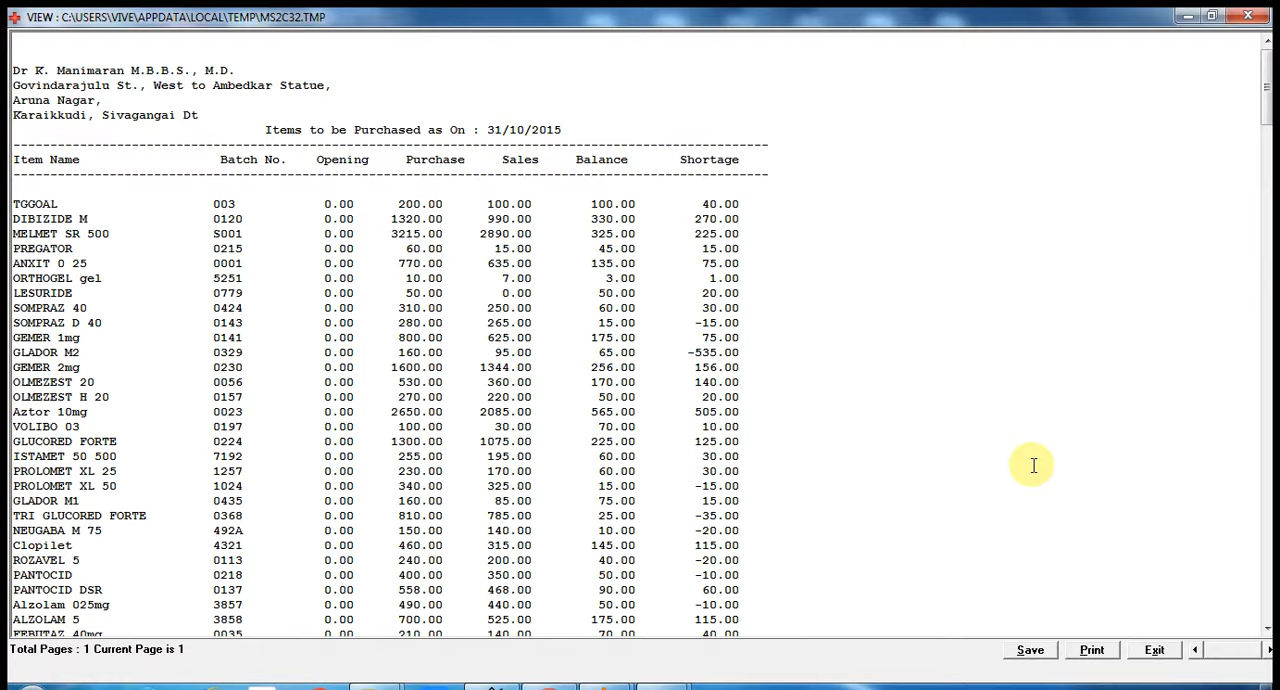 VIEW : C:\USERS\VIVE\APPDATA\LOCAL\TEMP\MS2C32.TMP
Dr K. Manimaran M.B.B.S., M.D.
Govindarajulu St., West to Ambedkar Statue,
Aruna Nagar,
Karaikkudi, Sivagangai Dt
Items to be Purchased as On : 31/10/2015
Item Name Batch No. Opening Purchase Sales Balance Shortage
TGGOAL 003 0.00 200.00 100.00 100.00 40.00
DIBIZIDE M 0120 0.00 1320.00 990.00 330.00 270.00
MELMET SR 500 S001 0.00 3215.00 2890.00 325.00 225.00
PREGATOR 0215 0.00 60.00 15.00 45.00 15.00
ANXIT 0 25 0001 0.00 770.00 635.00 135.00 75.00
ORTHOGEL gel 5251 0.00 10.00 7.00 3.00 1.00
LESURIDE 0779 0.00 50.00 0.00 50.00 20.00
SOMPRAZ 40 0424 0.00 310.00 250.00 60.00 30.00
SOMPRAZ D 40 0143 0.00 280.00 265.00 15.00 -15.00
GEMER 1mg 0141 0.00 800.00 625.00 175.00 75.00
GLADOR M2 0329 0.00 160.00 95.00 65.00 -535.00
GEMER 2mg 0230 0.00 1600.00 1344.00 256.00 156.00
OLMEZEST 20 0056 0.00 530.00 360.00 170.00 140.00
OLMEZEST H 20 0157 0.00 270.00 220.00 50.00 20.00
Aztor 10mg 0023 0.00 2650.00 2085.00 565.00 505.00
VOLIBO 03 0197 0.00 100.00 30.00 70.00 10.00
GLUCORED FORTE 0224 0.00 1300.00 1075.00 225.00 125.00
ISTAMET 50 500 7192 0.00 255.00 195.00 60.00 30.00
PROLOMET XL 25 1257 0.00 230.00 170.00 60.00 30.00
PROLOMET XL 50 1024 0.00 340.00 325.00 15.00 -15.00
GLADOR M1 0435 0.00 160.00 85.00 75.00 15.00
TRI GLUCORED FORTE 0368 0.00 810.00 785.00 25.00 -35.00
NEUGABA M 75 492A 0.00 150.00 140.00 10.00 -20.00
Clopilet 4321 0.00 460.00 315.00 145.00 115.00
ROZAVEL 5 0113 0.00 240.00 200.00 40.00 -20.00
PANTOCID 0218 0.00 400.00 350.00 50.00 -10.00
PANTOCID DSR 0137 0.00 558.00 468.00 90.00 60.00
Alzolam 025mg 3857 0.00 490.00 440.00 50.00 -10.00
ALZOLAM 5 3858 0.00 700.00 525.00 175.00 115.00
FEBUTAZ 40mg 0035 0.00 210.00 140.00 70.00 40.00
Total Pages : 1 Current Page is 1
Save Print Exit